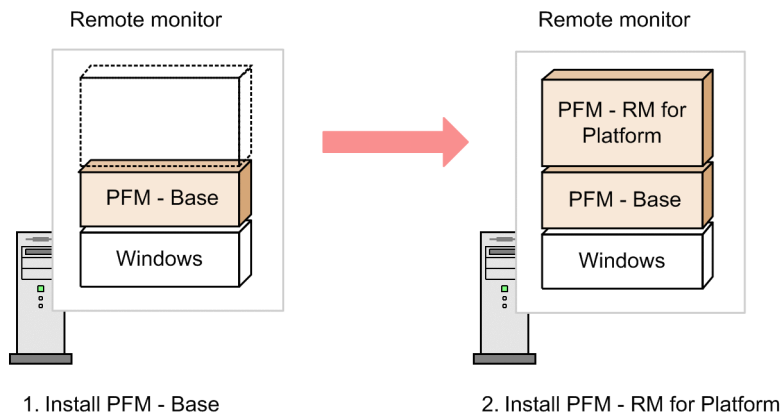 Remote monitor
PFM - Base
Windows
1. Install PFM - Base
Remote monitor
PFM - RM for
Platform
PFM - Base
Windows
2. Install PFM - RM for Platform